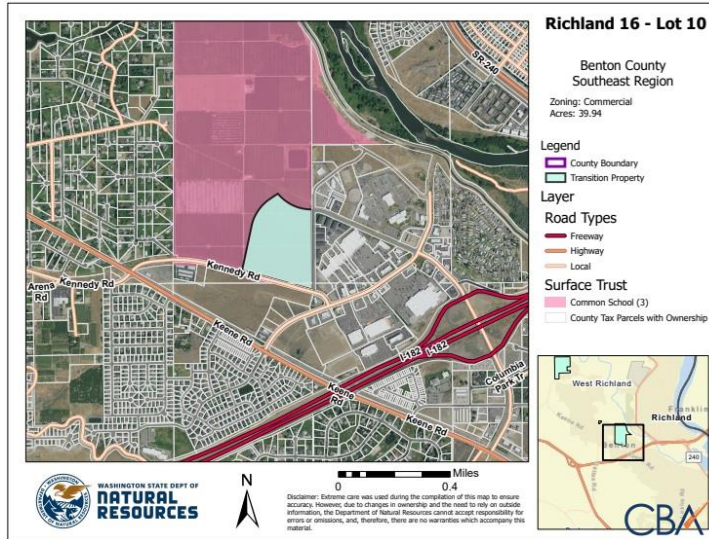 Richland 16 - Lot 10
Benton County
Southeast Region
Zoning: Commercial
Acres: 39.94
Legend
County Boundary
Transition Property
Layer
Road Types
Freeway
Highway
Local
Surface Trust
Common School (3)
County Tax Parcels with Ownership
SR-240
Kennedy Rd
Arena
Rd
Kennedy Rd
Keene Rd
I-182
I-182
Keene
Rd
Keene Rd
Columbia
Park Tr
West Richland
Richland
Franklin
Benton
Keene Rd
240
WASHINGTON STATE DEPT OF
NATURAL
RESOURCES
N
Miles
0
0.4
Disclaimer: Extreme care was used during the compilation of this map to ensure
accuracy. However, due to changes in ownership and the need to rely on outside
information, the Department of Natural Resources cannot accept responsibility for
errors or omissions, and, therefore, there are no warranties which accompany this
material.
CBA